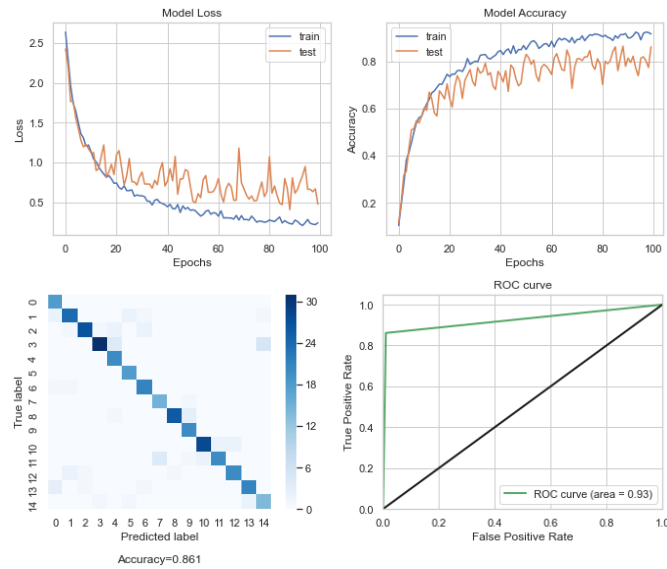 Model Loss
2.5
2.0
1.5
1.0
0.5
Loss
train
test
0 20 40 60 80 100
Epochs
Model Accuracy
0.8
0.6
0.4
0.2
Accuracy
train
test
0 20 40 60 80 100
Epochs
0 1 2 3 4 5 6 7 8 9 10 11 12 13 14
True label
0 1 2 3 4 5 6 7 8 9 10 11 12 13 14
Predicted label
30
24
18
12
6
0
Accuracy=0.861
ROC curve
1.0
0.8
0.6
0.4
0.2
0.0
True Positive Rate
ROC curve (area = 0.93)
0.0 0.2 0.4 0.6 0.8 1.0
False Positive Rate